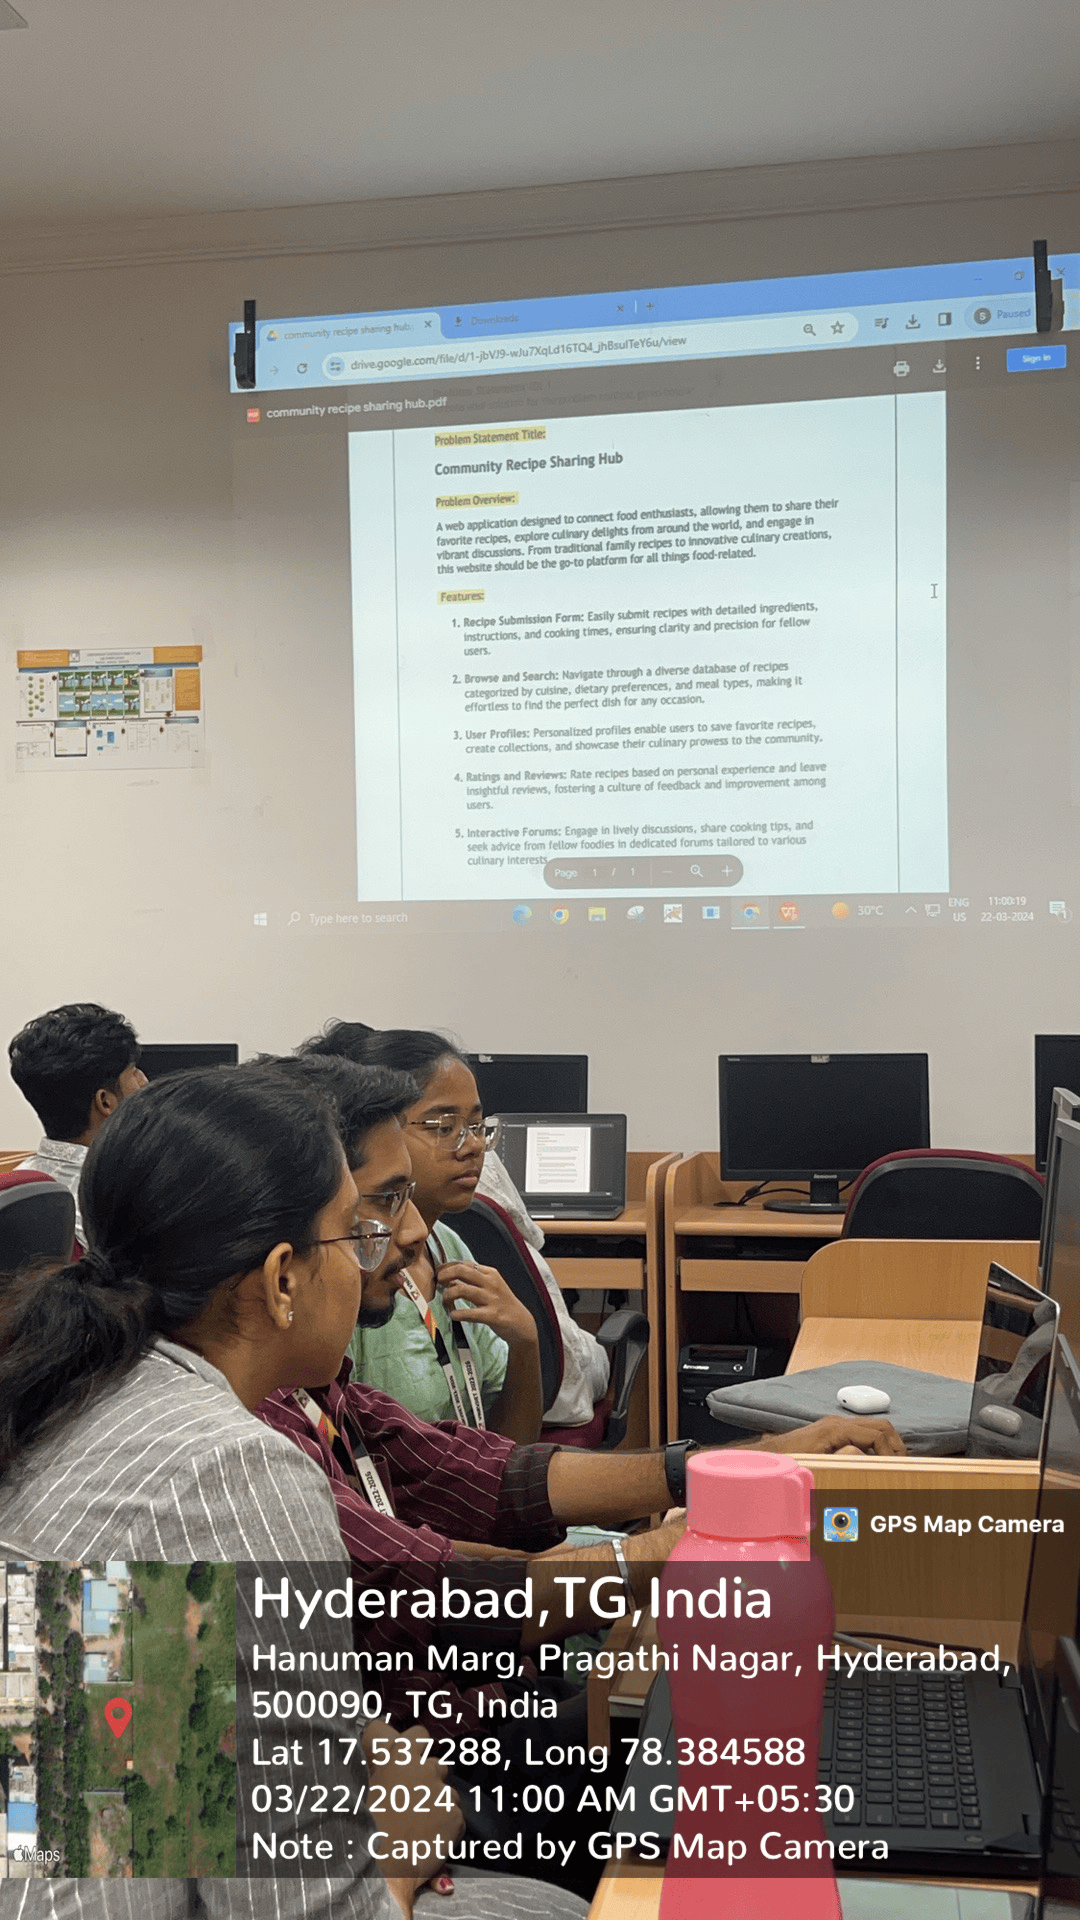 community recipe sharing hub.
Downloads
drive.google.com/file/d/1-jbVJ9-wJu7XqLd16TQ4_jhBsulTeY6u/view
S Paused
Sign in
community recipe sharing hub.pdf
Problem Statement Title:
Community Recipe Sharing Hub
Problem Overview:
A web application designed to connect food enthusiasts, allowing them to share their
favorite recipes, explore culinary delights from around the world, and engage in
vibrant discussions. From traditional family recipes to innovative culinary creations,
this website should be the go-to platform for all things food-related.
Features:
1. Recipe Submission Form: Easily submit recipes with detailed ingredients,
instructions, and cooking times, ensuring clarity and precision for fellow
users.
2. Browse and Search: Navigate through a diverse database of recipes
categorized by cuisine, dietary preferences, and meal types, making it
effortless to find the perfect dish for any occasion.
3. User Profiles: Personalized profiles enable users to save favorite recipes,
create collections, and showcase their culinary prowess to the community.
4. Ratings and Reviews: Rate recipes based on personal experience and leave
insightful reviews, fostering a culture of feedback and improvement among
users.
5. Interactive Forums: Engage in lively discussions, share cooking tips, and
seek advice from fellow foodies in dedicated forums tailored to various
culinary interests
Page 1 / 1
Type here to search
30°C
ENG
US
11:00:19
22-03-2024
2022-2026
GPS Map Camera
Hyderabad,TG,India
Hanuman Marg, Pragathi Nagar, Hyderabad,
500090, TG, India
Lat 17.537288, Long 78.384588
03/22/2024 11:00 AM GMT+05:30
Note : Captured by GPS Map Camera
Maps